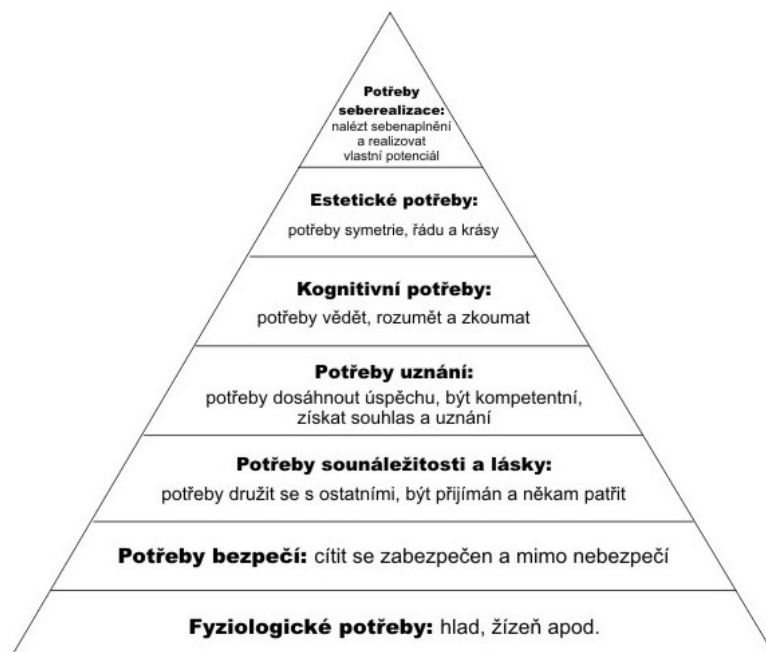 Potřeby
seberealizace:
nalézt sebenaplnění
a realizovat
vlastní potenciál
Estetické potřeby:
potřeby symetrie, řádu a krásy
Kognitivní potřeby:
potřeby vědět, rozumět a zkoumat
Potřeby uznání:
potřeby dosáhnout úspěchu, být kompetentní,
získat souhlas a uznání
Potřeby sounáležitosti a lásky:
potřeby družit se s ostatními, být přijímán a někam patřit
Potřeby bezpečí: cítit se zabezpečen a mimo nebezpečí
Fyziologické potřeby: hlad, žízeň apod.